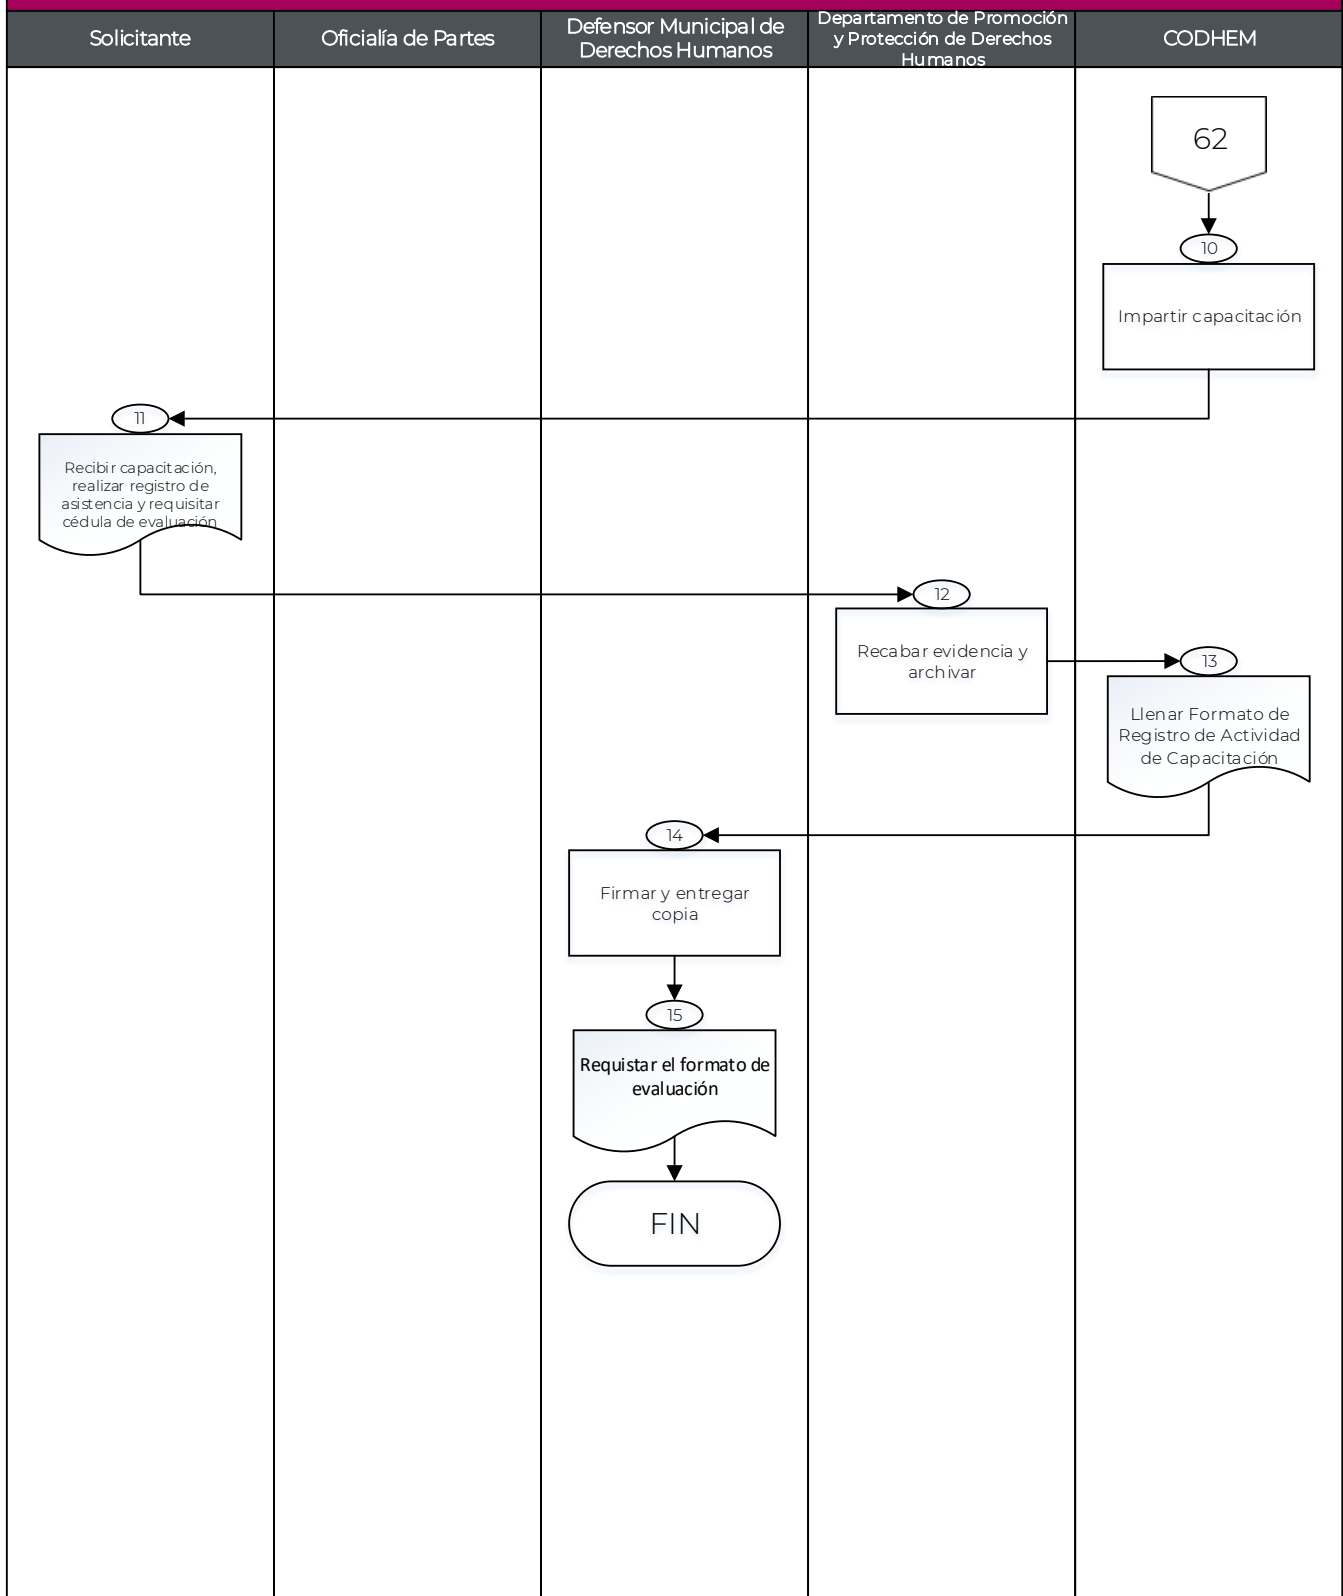 Solicitante
Oficialía de Partes
Defensor Municipal de
Derechos Humanos
Departamento de Promoción
y Protección de Derechos
Humanos
CODHEM
62
10
Impartir capacitación
11
Recibir capacitación,
realizar registro de
asistencia y requisitar
cédula de evaluación
12
Recabar evidencia y
archivar
13
Llenar Formato de
Registro de Actividad
de Capacitación
14
Firmar y entregar
copia
15
Requistar el formato de
evaluación
FIN